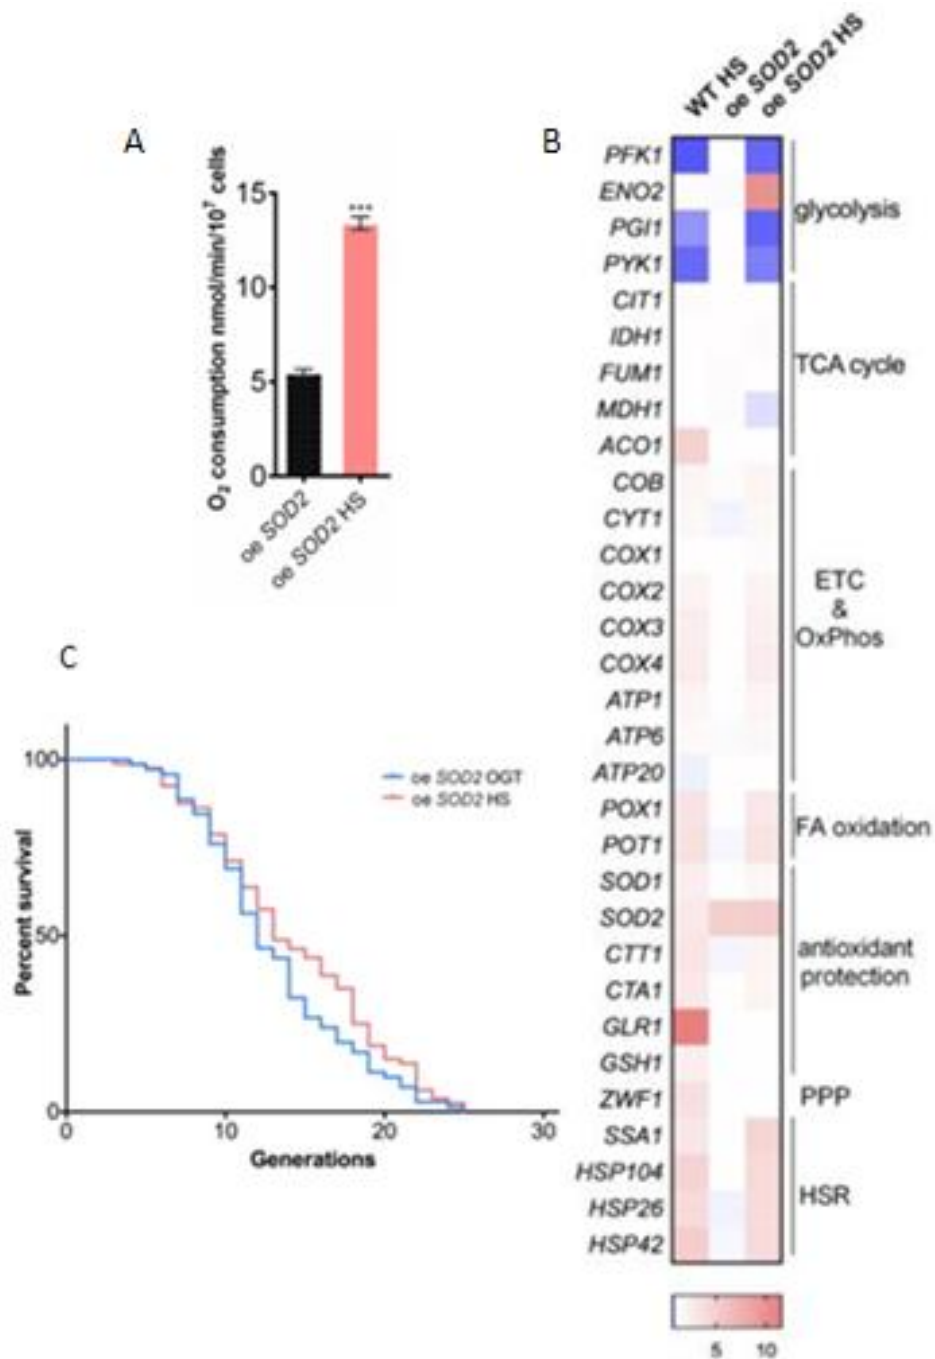 A
O₂ consumption nmol/min/10⁷ cells
15
10
5
0
***
oe SOD2
oe SOD2 HS
B
WT HS
oe SOD2
oe SOD2 HS
PFK1
ENO2
PGI1
PYK1
glycolysis
CIT1
IDH1
FUM1
MDH1
ACO1
TCA cycle
COB
CYT1
COX1
COX2
COX3
COX4
ATP1
ATP6
ATP20
ETC
&
OxPhos
POX1
POT1
FA oxidation
SOD1
SOD2
CTT1
CTA1
GLR1
GSH1
antioxidant
protection
ZWF1
PPP
SSA1
HSP104
HSP26
HSP42
HSR
5 10
C
Percent survival
100
50
0
0 10 20 30
Generations
oe SOD2 OGT
oe SOD2 HS